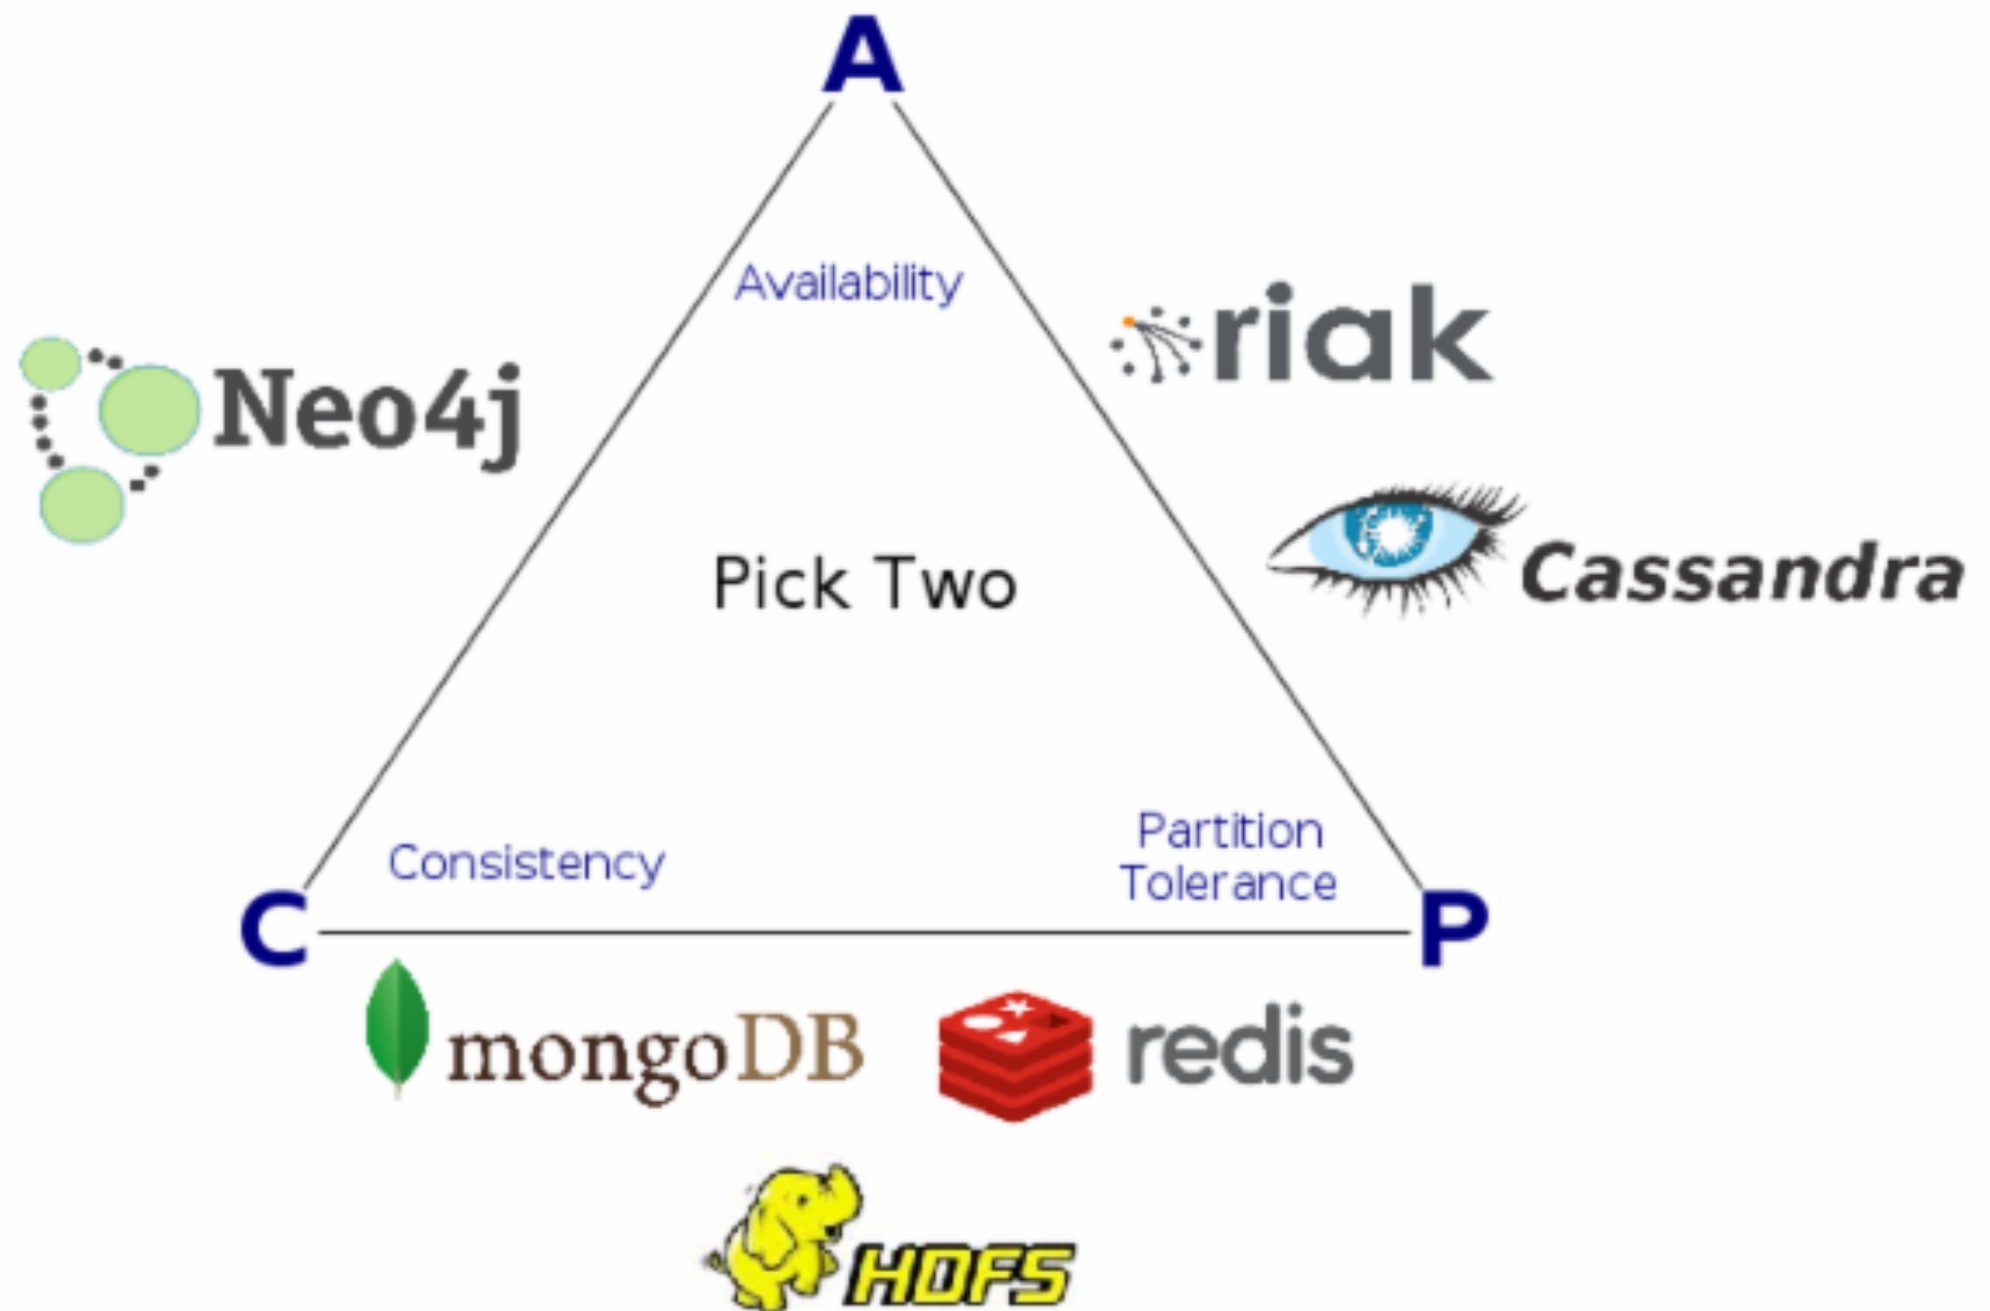 A
Availability
riak
Neo4j
Cassandra
Pick Two
Partition
Tolerance
Consistency
C
P
mongoDB
redis
HDFS